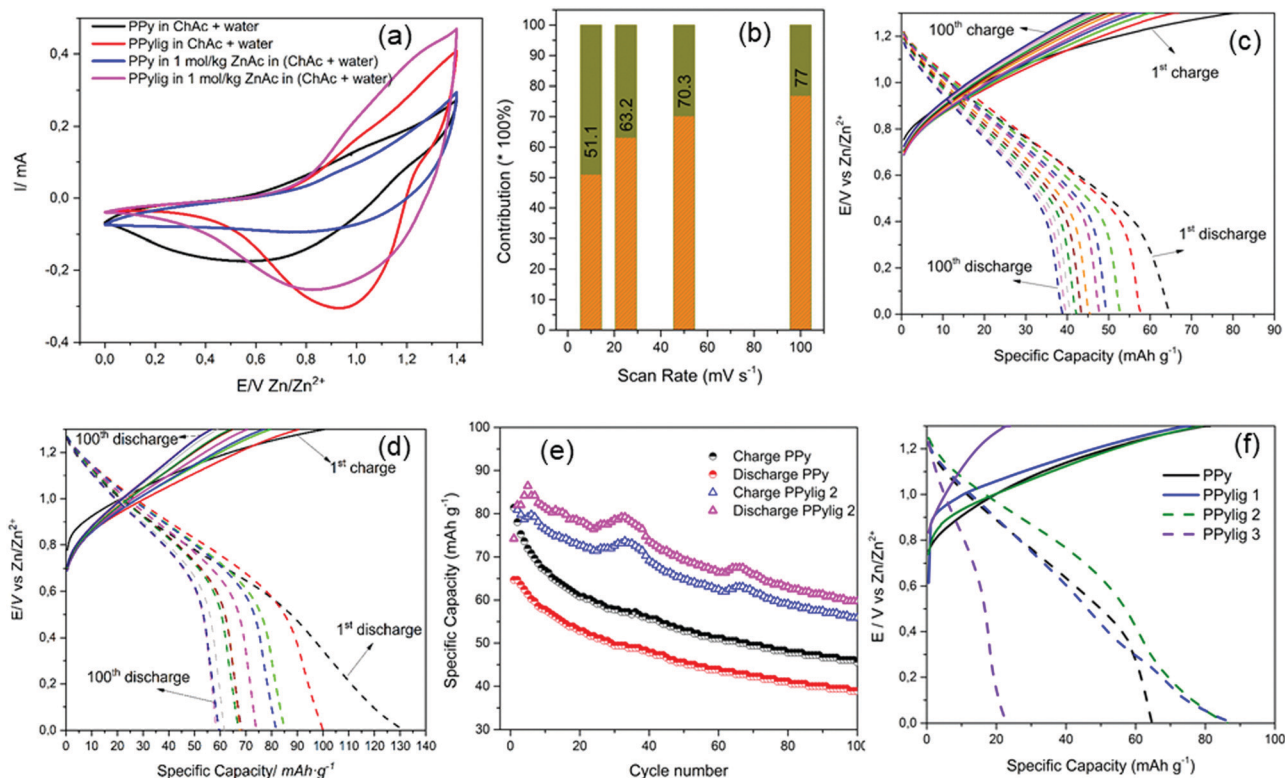 (a)
PPy in ChAc + water
PPylig in ChAc + water
PPy in 1 mol/kg ZnAc in (ChAc + water)
PPylig in 1 mol/kg ZnAc in (ChAc + water)
0,4
0,2
0,0
-0,2
-0,4
I/ mA
0,0 0,2 0,4 0,6 0,8 1,0 1,2 1,4
E/V Zn/Zn²⁺
(b)
100
90
80
70
60
50
40
30
20
10
0
Contribution (* 100%)
51.1
63.2
70.3
77
0 20 40 60 80 100
Scan Rate (mV s⁻¹)
(c)
100th charge
1st charge
1,2
1,0
0,8
0,6
0,4
0,2
0,0
E/V vs Zn/Zn²⁺
1st discharge
100th discharge
0 10 20 30 40 50 60 70 80 90
Specific Capacity (mAh g⁻¹)
(d)
100th discharge
1st charge
1,2
1,0
0,8
0,6
0,4
0,2
0,0
E/V vs Zn/Zn²⁺
1st discharge
100th discharge
0 10 20 30 40 50 60 70 80 90 100 110 120 130 140
Specific Capacity/ mAh·g⁻¹
(e)
Charge PPy
Discharge PPy
Charge PPylig 2
Discharge PPylig 2
100
90
80
70
60
50
40
30
Specific Capacity (mAh g⁻¹)
0 20 40 60 80 100
Cycle number
(f)
PPy
PPylig 1
PPylig 2
PPylig 3
1,2
1,0
0,8
0,6
0,4
0,2
0,0
E / V vs Zn/Zn²⁺
0 20 40 60 80 100
Specific Capacity (mAh g⁻¹)